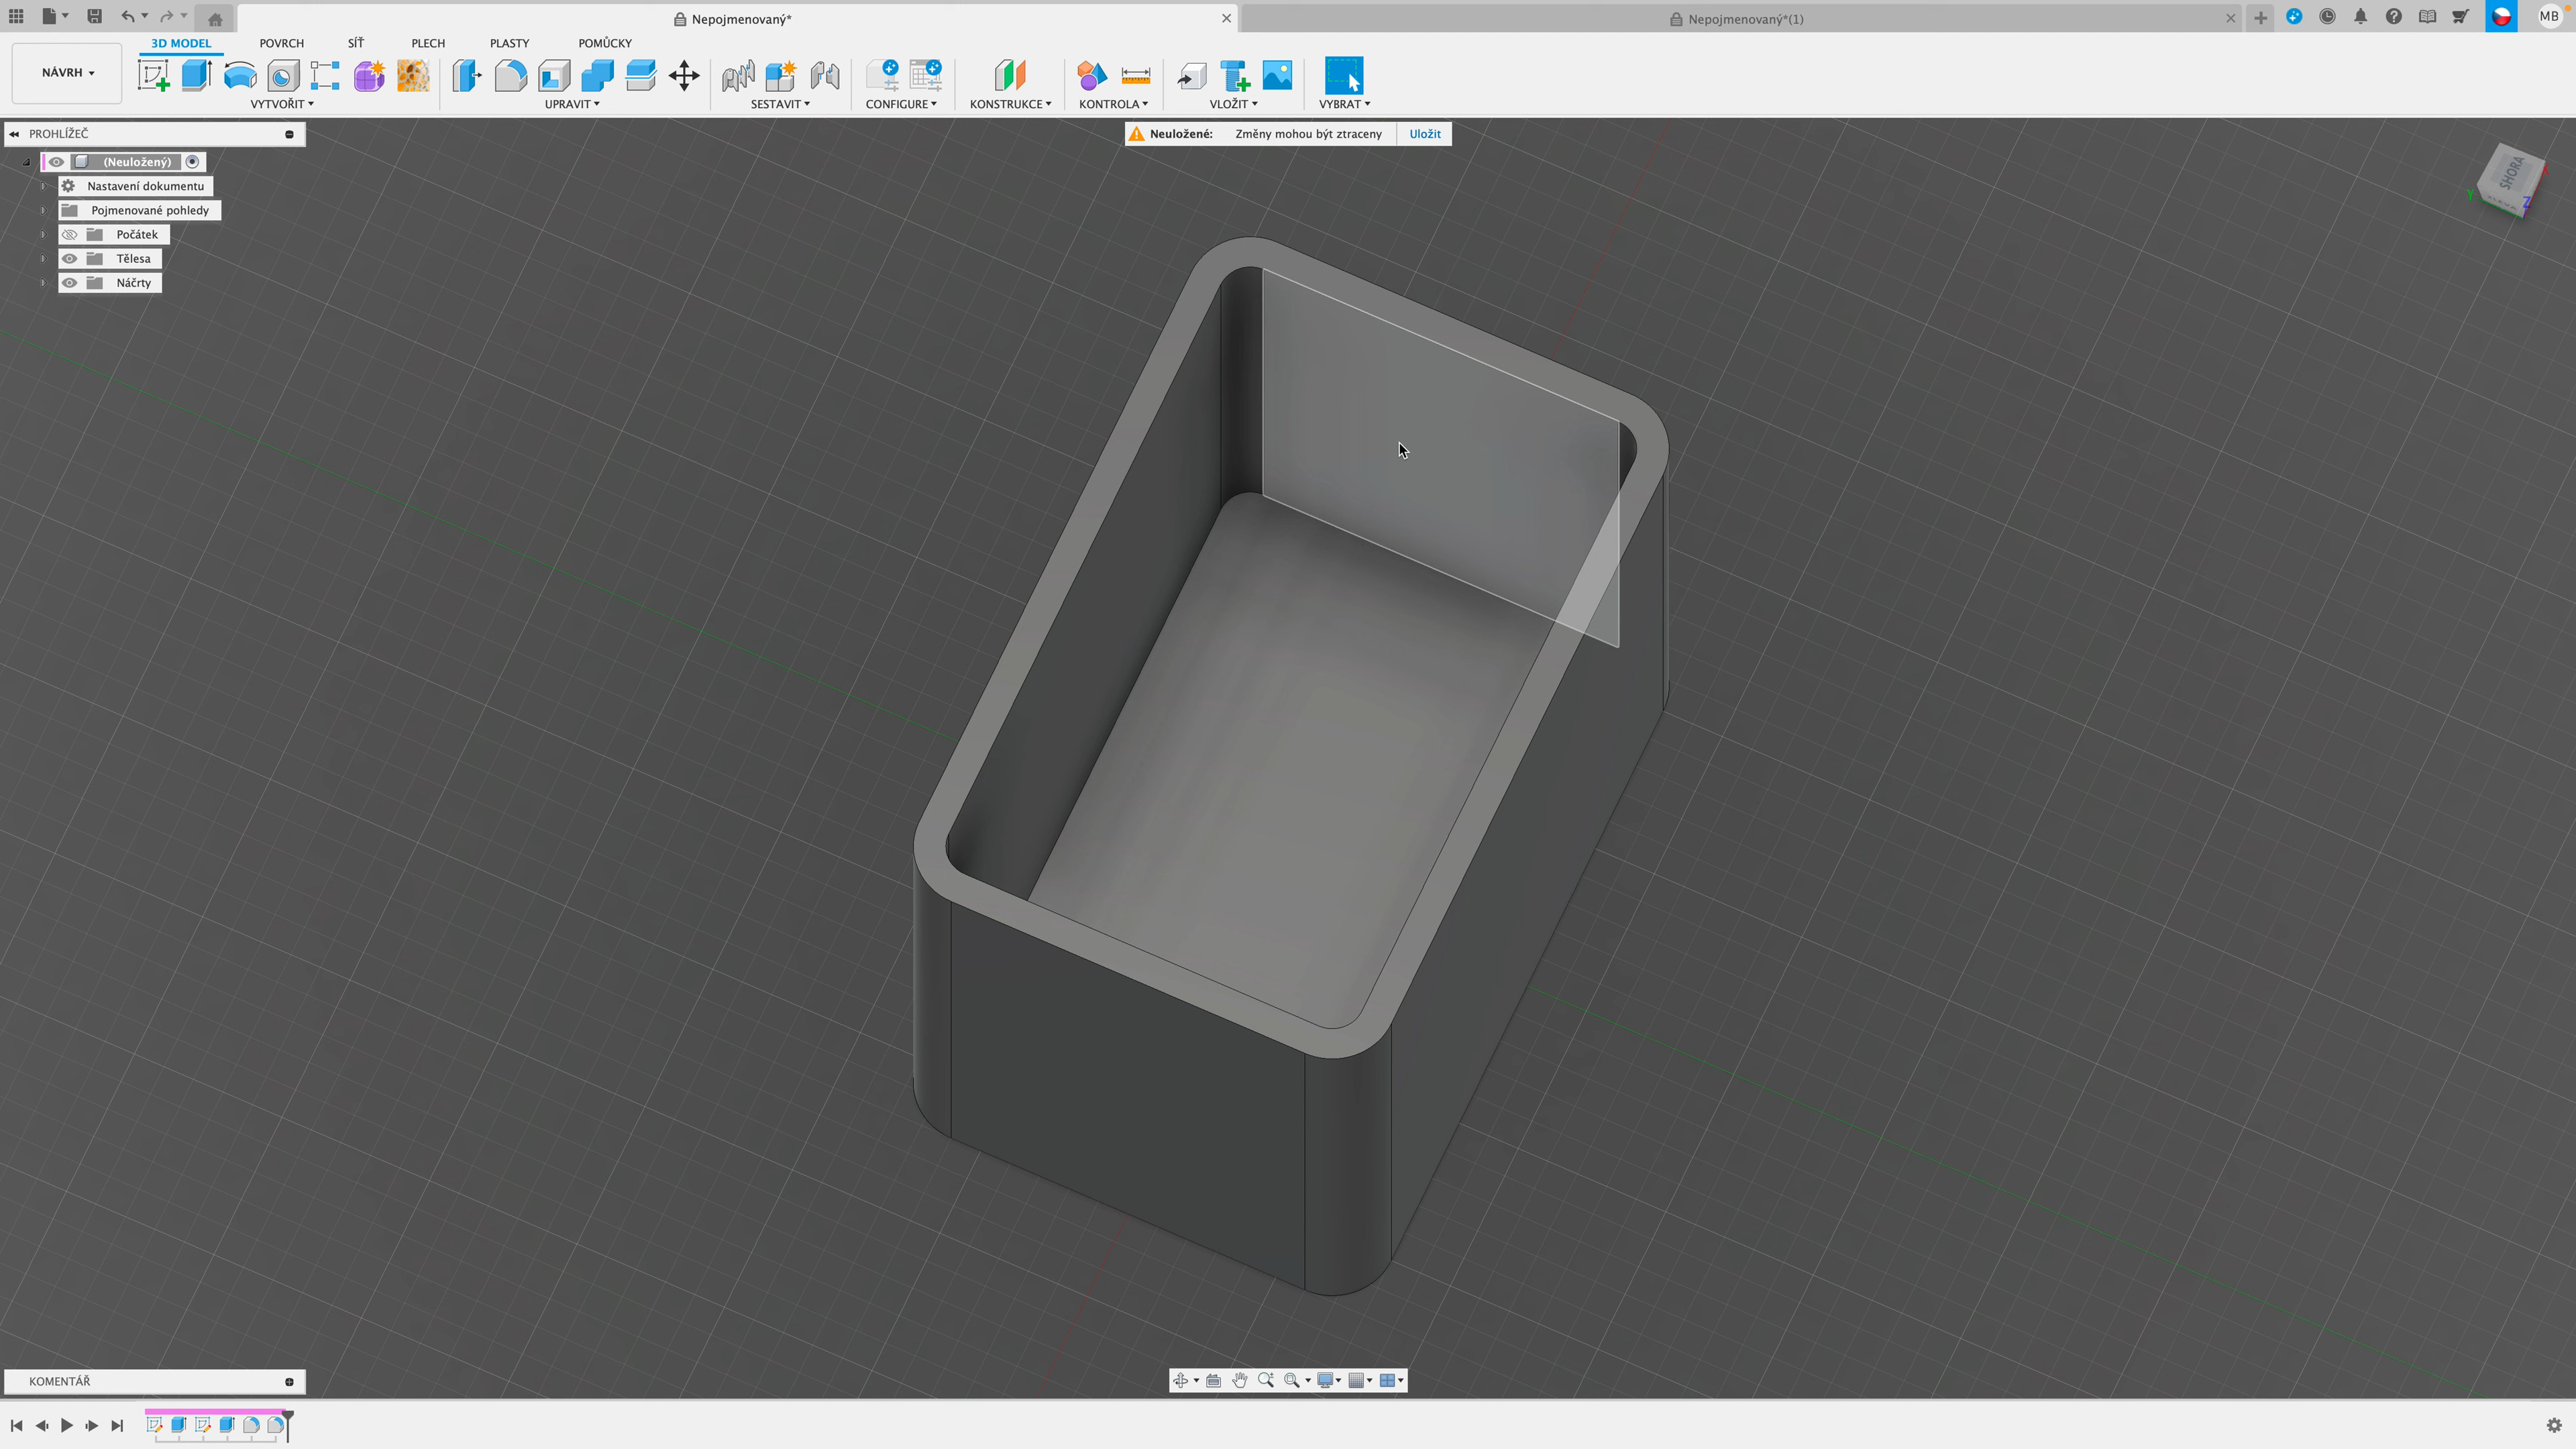 Nepojmenovaný*
Nepojmenovaný*(1)
MB
NÁVRH
3D MODEL
POVRCH
SÍŤ
PLECH
PLASTY
POMŮCKY
VYTVOŘIT
UPRAVIT
SESTAVIT
CONFIGURE
KONSTRUKCE
KONTROLA
VLOŽIT
VYBRAT
PROHLÍŽEČ
Neuložené: Změny mohou být ztraceny Uložit
(Neuložený)
Nastavení dokumentu
Pojmenované pohledy
Počátek
Tělesa
Náčrty
SHORA
X
Y
Z
KOMENTÁŘ